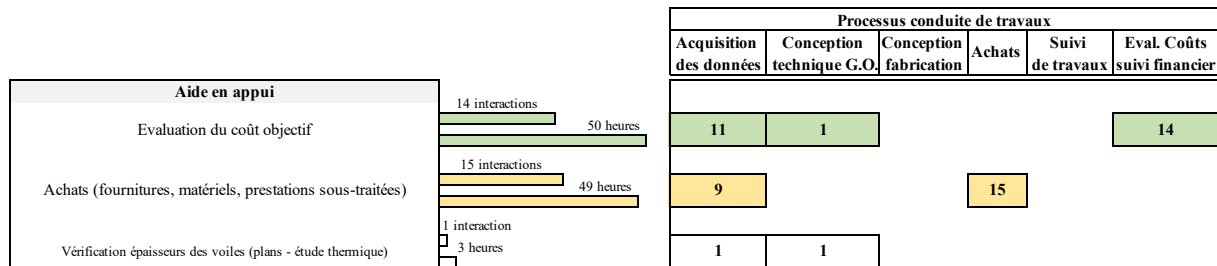 Processus conduite de travaux
Acquisition des données
Conception technique G.O.
Conception fabrication
Achats
Suivi de travaux
Eval. Coûts suivi financier
Aide en appui
14 interactions
Evaluation du coût objectif
50 heures
11
1
14
15 interactions
Achats (fournitures, matériels, prestations sous-traitées)
49 heures
9
15
1 interaction
Vérification épaisseurs des voiles (plans - étude thermique)
3 heures
1
1